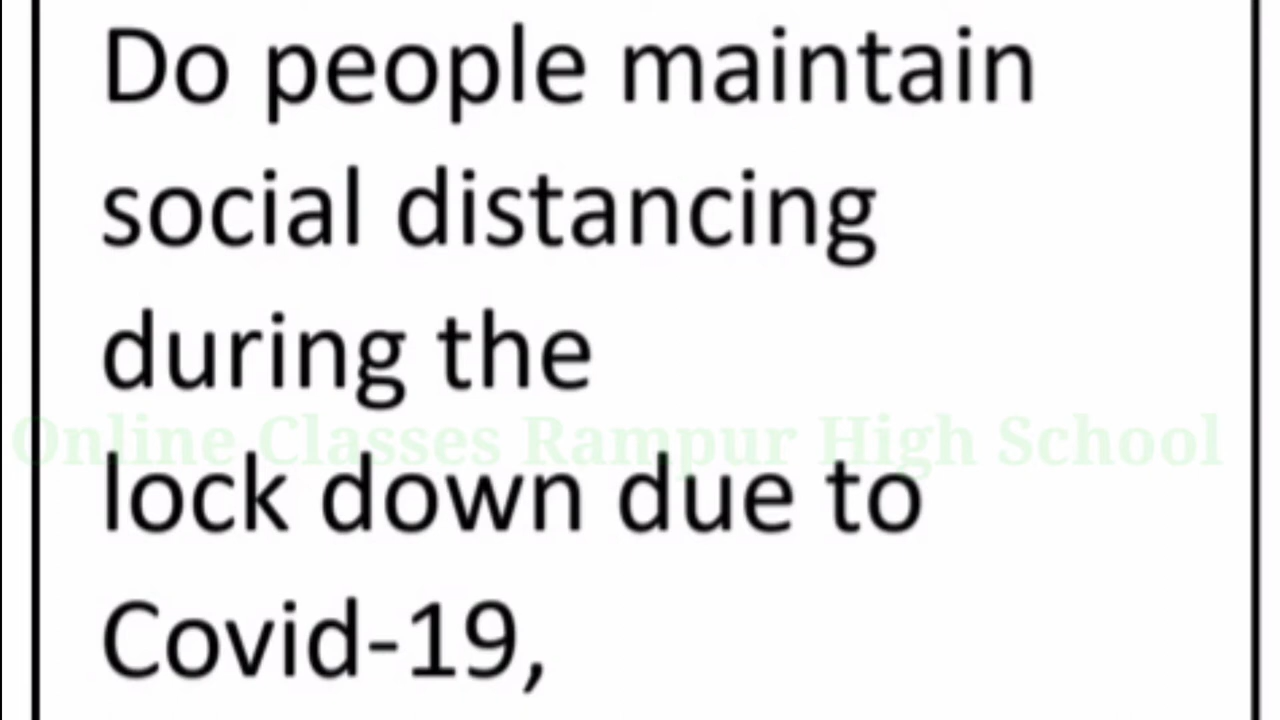 Do people maintain
social distancing
during the
Online Classes Rampur High School
lock down due to
Covid-19,